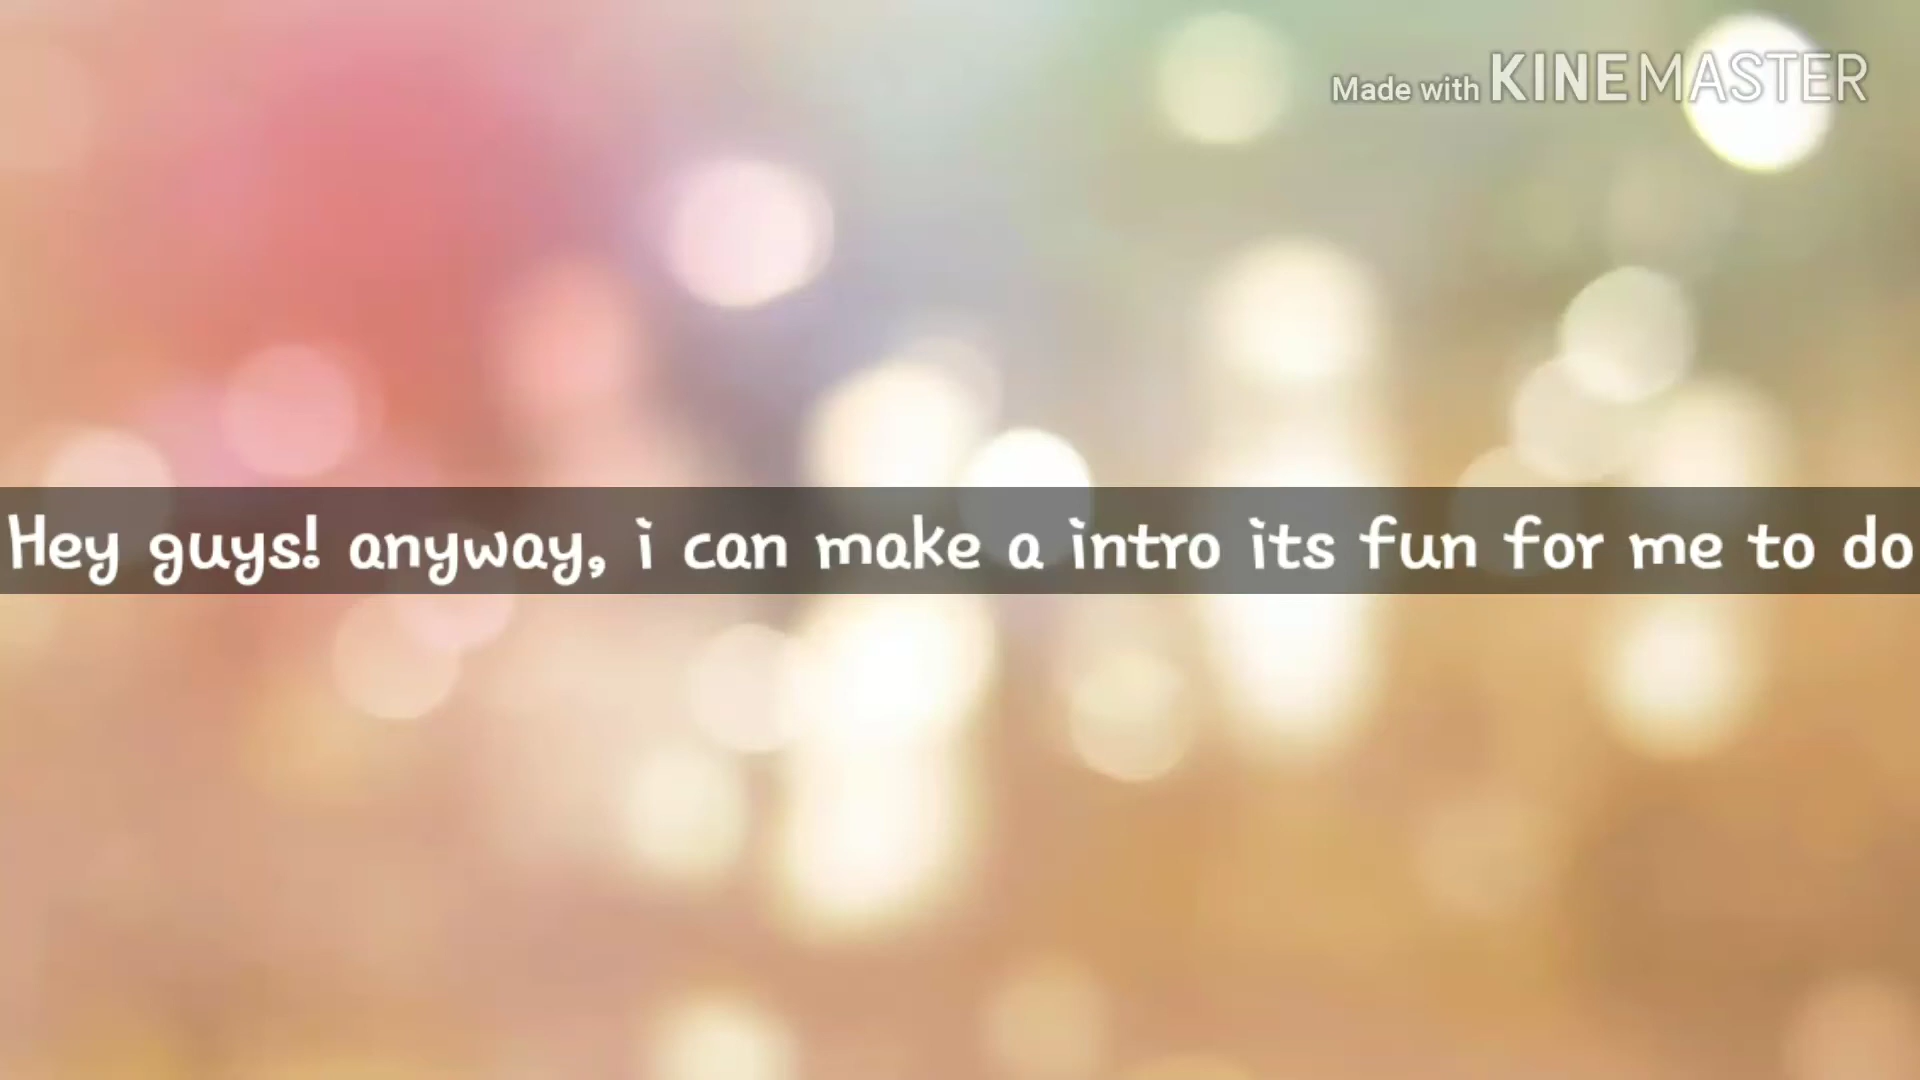 Made with KINEMASTER
Hey guys! anyway, i can make a intro its fun for me to do